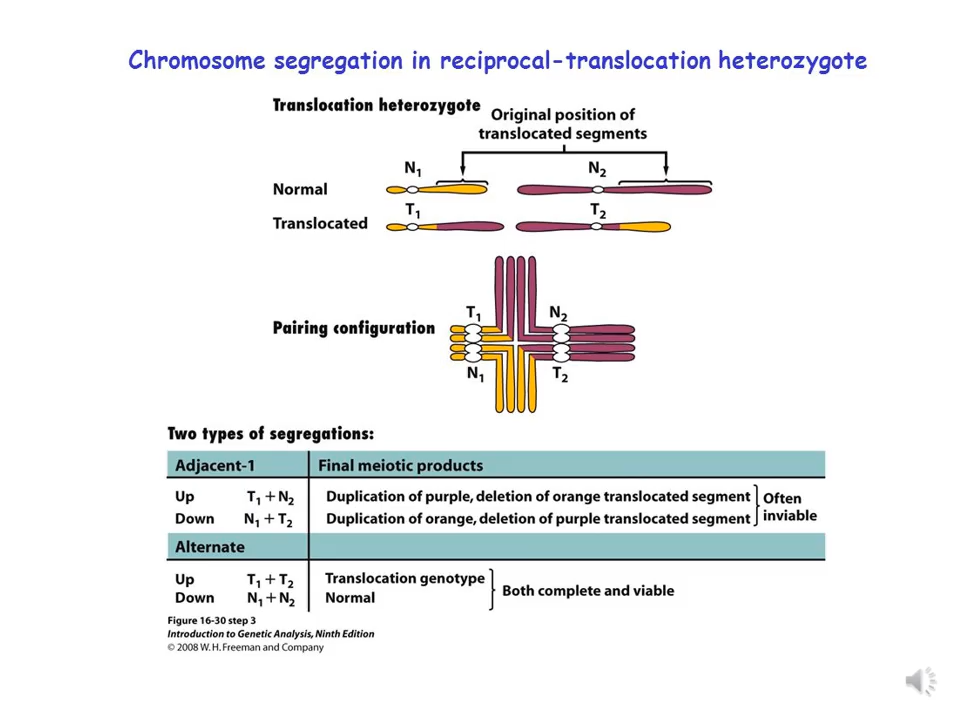 Chromosome segregation in reciprocal-translocation heterozygote
Translocation heterozygote
Original position of
translocated segments
N₁ N₂
Normal
T₁ T₂
Translocated
T₁ N₂
Pairing configuration
N₁ T₂
Two types of segregations:
Adjacent-1 Final meiotic products
Up T₁ + N₂ Duplication of purple, deletion of orange translocated segment
Down N₁ + T₂ Duplication of orange, deletion of purple translocated segment
Often
inviable
Alternate
Up T₁ + T₂ Translocation genotype
Down N₁ + N₂ Normal
Both complete and viable
Figure 16-30 step 3
Introduction to Genetic Analysis, Ninth Edition
© 2008 W. H. Freeman and Company